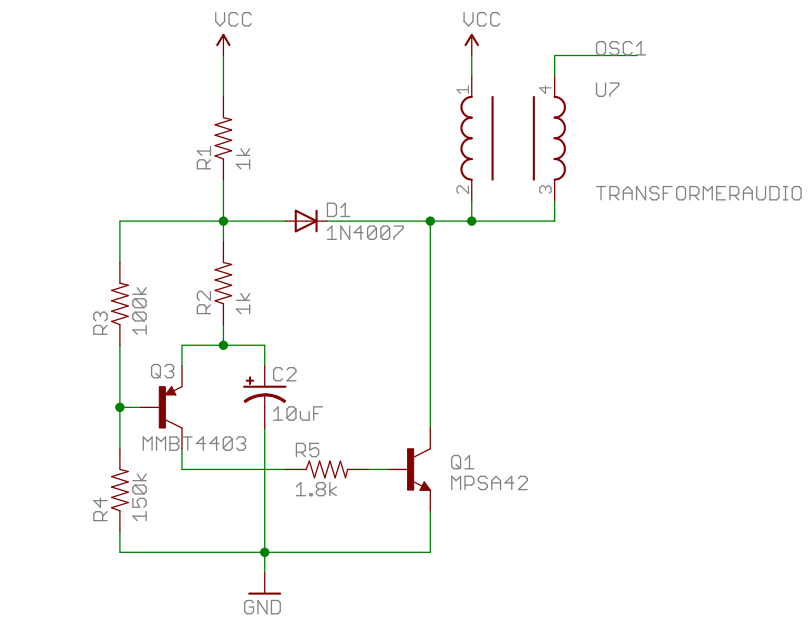 VCC
VCC
OSC1
1
4
U7
R1
1k
2
3
TRANSFORMERAUDIO
D1
1N4007
R2
1k
R3
100k
Q3
C2
10uF
MMBT4403
R5
1.8k
Q1
MPSA42
R4
150k
GND